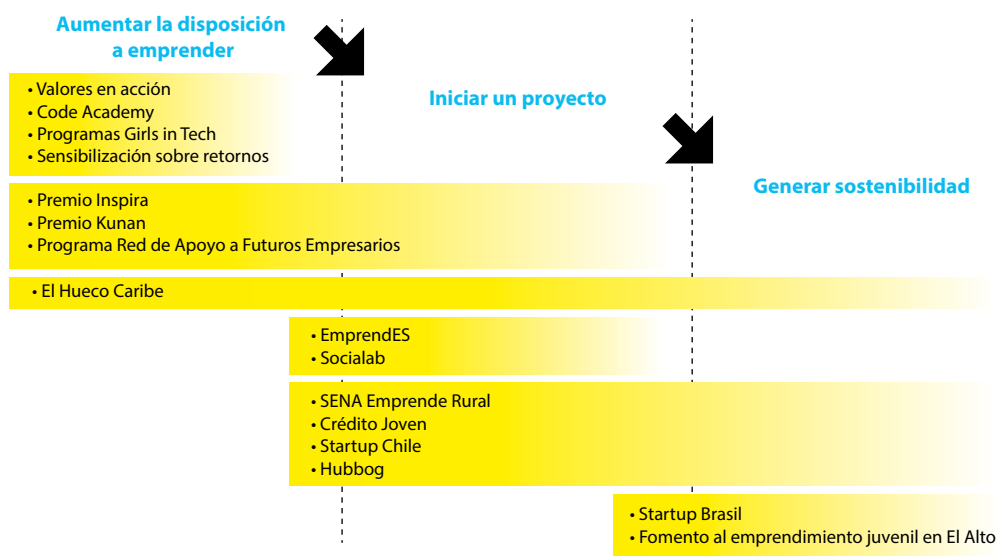 Aumentar la disposición
a emprender
Iniciar un proyecto
Generar sostenibilidad
• Valores en acción
• Code Academy
• Programas Girls in Tech
• Sensibilización sobre retornos
• Premio Inspira
• Premio Kunan
• Programa Red de Apoyo a Futuros Empresarios
• El Hueco Caribe
• EmprendES
• Socialab
• SENA Emprende Rural
• Crédito Joven
• Startup Chile
• Hubbog
• Startup Brasil
• Fomento al emprendimiento juvenil en El Alto